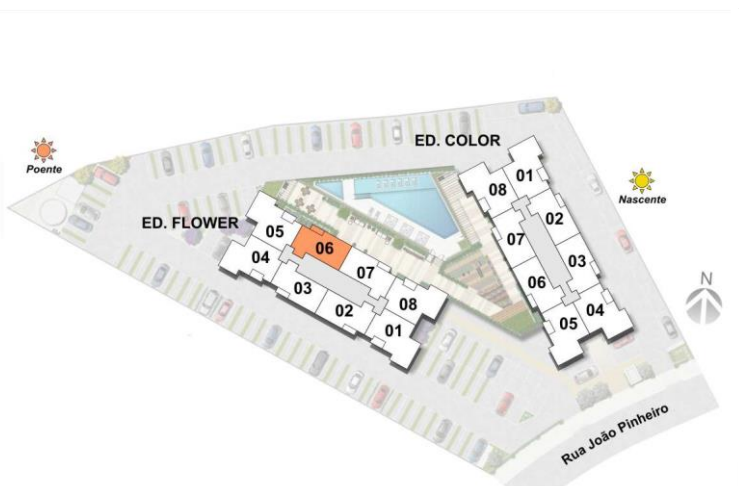 ED. COLOR
Poente
Nascente
ED. FLOWER
01
08
02
07
03
06
04
05
05
06
04
07
03
08
02
01
N
Rua João Pinheiro